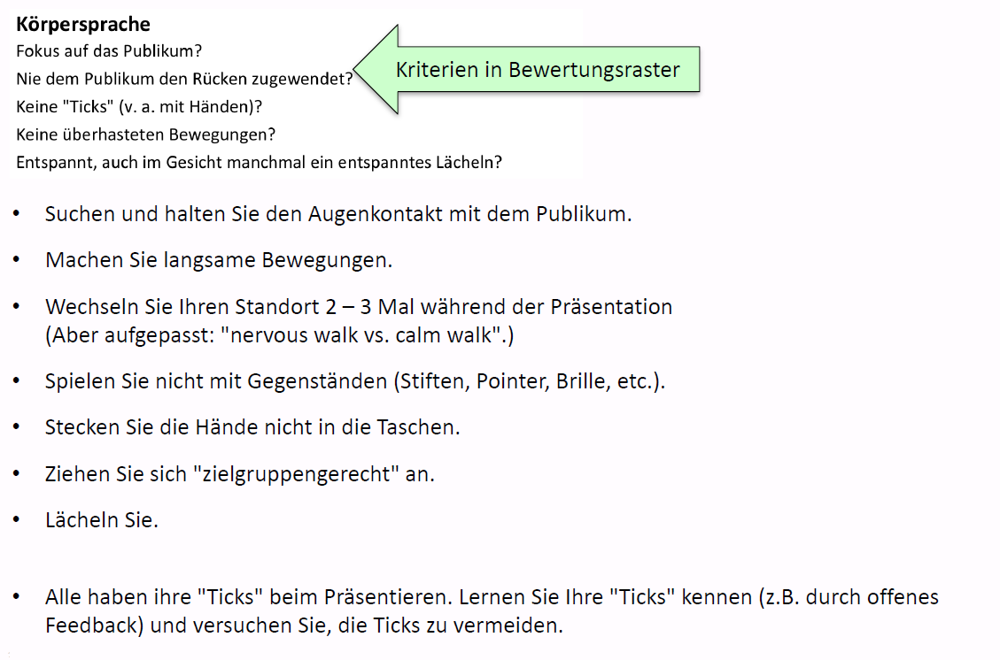 Körpersprache
Fokus auf das Publikum?
Nie dem Publikum den Rücken zugewendet?
Kriterien in Bewertungsraster
Keine "Ticks" (v. a. mit Händen)?
Keine überhasteten Bewegungen?
Entspannt, auch im Gesicht manchmal ein entspanntes Lächeln?
• Suchen und halten Sie den Augenkontakt mit dem Publikum.
• Machen Sie langsame Bewegungen.
• Wechseln Sie Ihren Standort 2 – 3 Mal während der Präsentation
(Aber aufgepasst: "nervous walk vs. calm walk".)
• Spielen Sie nicht mit Gegenständen (Stiften, Pointer, Brille, etc.).
• Stecken Sie die Hände nicht in die Taschen.
• Ziehen Sie sich "zielgruppengerecht" an.
• Lächeln Sie.
• Alle haben ihre "Ticks" beim Präsentieren. Lernen Sie Ihre "Ticks" kennen (z.B. durch offenes
Feedback) und versuchen Sie, die Ticks zu vermeiden.